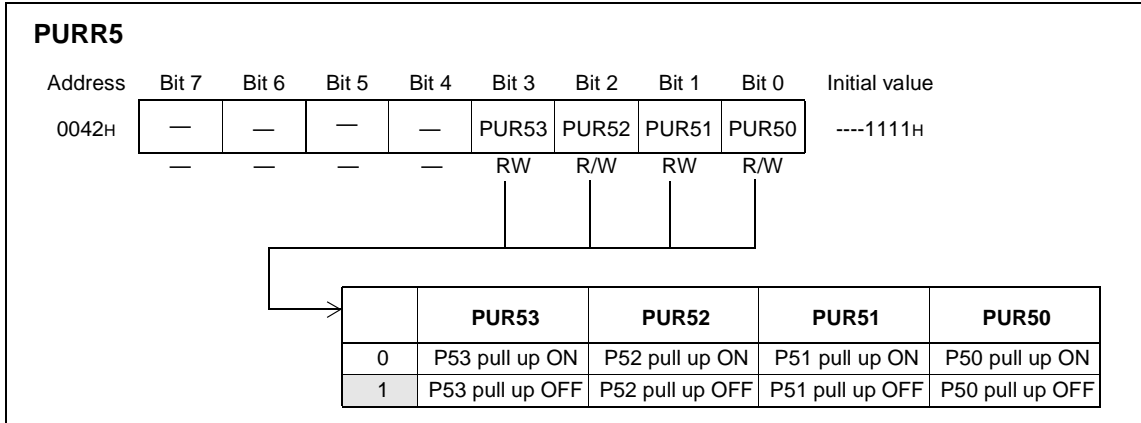 PURR5
Address Bit 7 Bit 6 Bit 5 Bit 4 Bit 3 Bit 2 Bit 1 Bit 0 Initial value
0042H — — — — PUR53 PUR52 PUR51 PUR50 ----1111H
— — — — RW R/W RW R/W
PUR53 PUR52 PUR51 PUR50
0 P53 pull up ON P52 pull up ON P51 pull up ON P50 pull up ON
1 P53 pull up OFF P52 pull up OFF P51 pull up OFF P50 pull up OFF